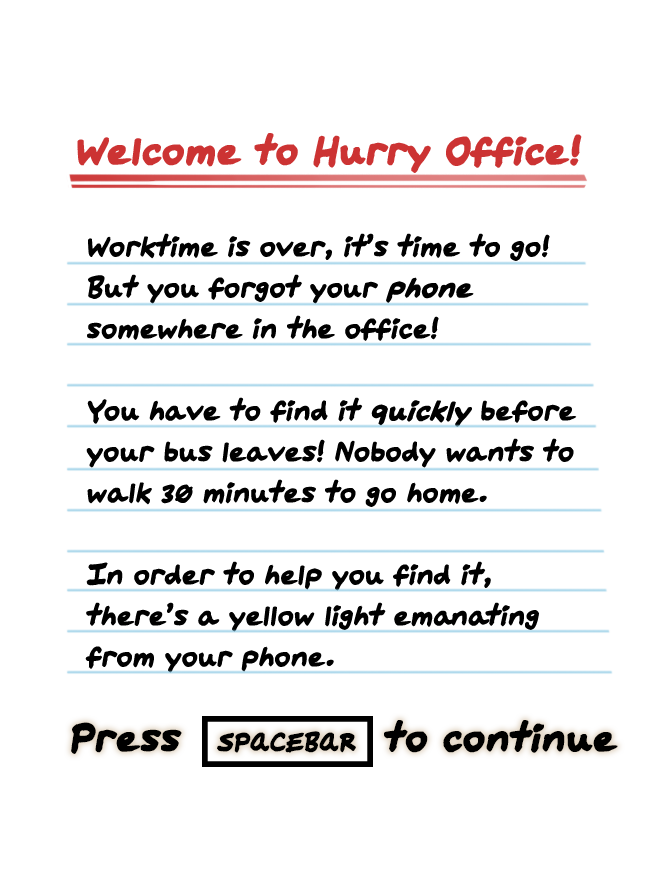 Welcome to Hurry Office!
Worktime is over, it's time to go!
But you forgot your phone
somewhere in the office!
You have to find it quickly before
your bus leaves! Nobody wants to
walk 30 minutes to go home.
In order to help you find it,
there's a yellow light emanating
from your phone.
Press SPACEBAR to continue